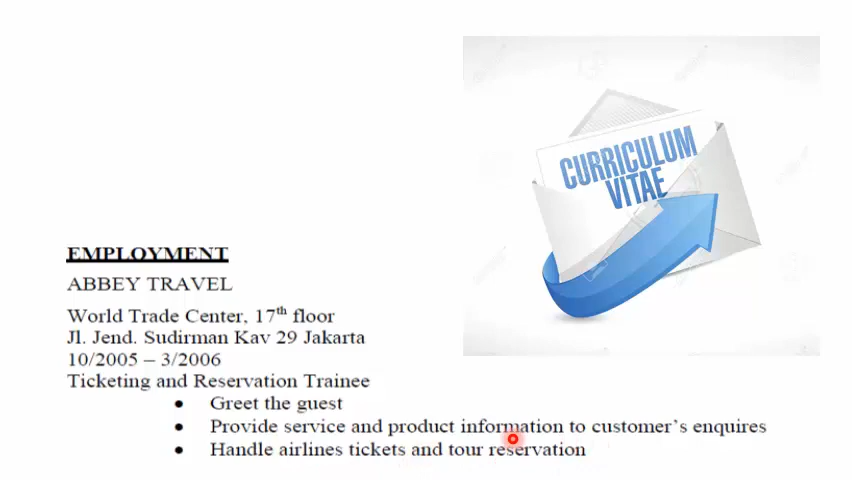 CURRICULUM
VITAE
EMPLOYMENT
ABBEY TRAVEL
World Trade Center, 17th floor
Jl. Jend. Sudirman Kav 29 Jakarta
10/2005 – 3/2006
Ticketing and Reservation Trainee
• Greet the guest
• Provide service and product information to customer’s enquires
• Handle airlines tickets and tour reservation